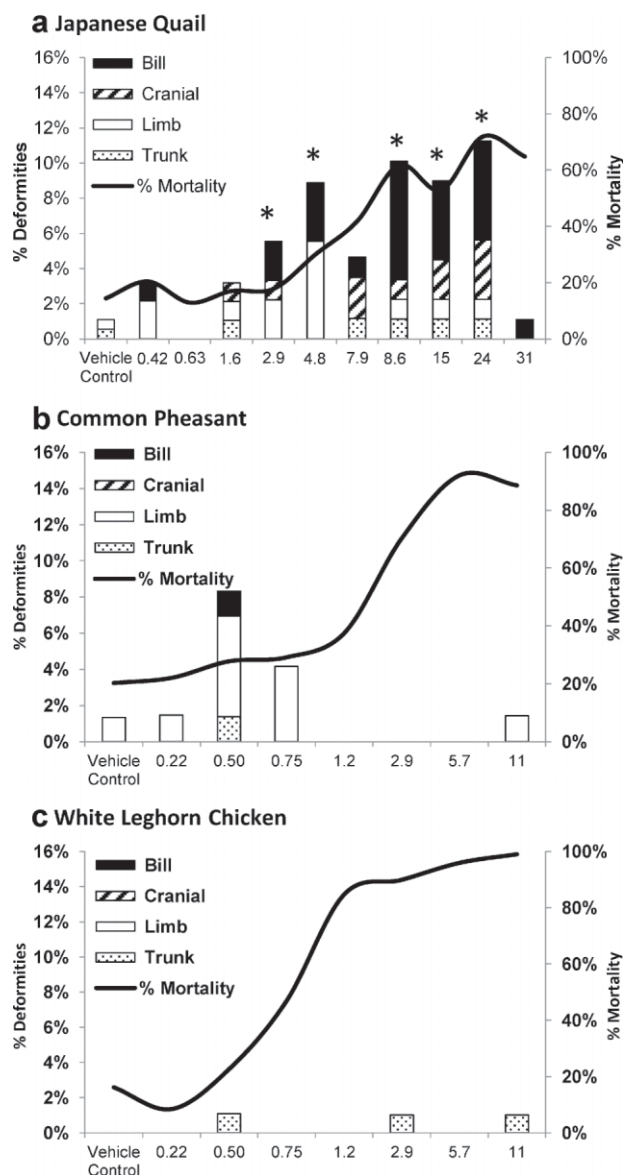 a Japanese Quail
16%
14%
12%
10%
8%
6%
4%
2%
0%
% Deformities
Bill
Cranial
Limb
Trunk
% Mortality
* * * * *
100%
80%
60%
40%
20%
0%
% Mortality
Vehicle Control 0.42 0.63 1.6 2.9 4.8 7.9 8.6 15 24 31
b Common Pheasant
16%
14%
12%
10%
8%
6%
4%
2%
0%
% Deformities
Bill
Cranial
Limb
Trunk
% Mortality
100%
80%
60%
40%
20%
0%
% Mortality
Vehicle Control 0.22 0.50 0.75 1.2 2.9 5.7 11
c White Leghorn Chicken
16%
14%
12%
10%
8%
6%
4%
2%
0%
% Deformities
Bill
Cranial
Limb
Trunk
% Mortality
100%
80%
60%
40%
20%
0%
% Mortality
Vehicle Control 0.22 0.50 0.75 1.2 2.9 5.7 11